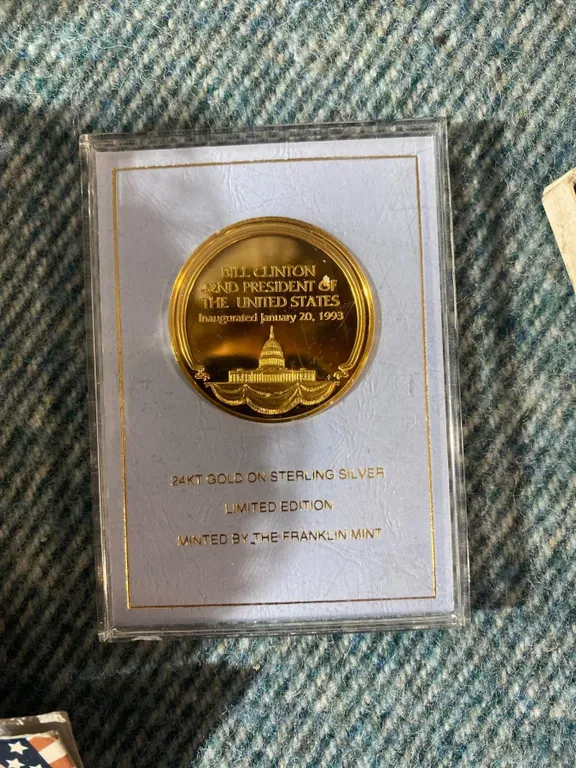 BILL CLINTON
42ND PRESIDENT OF
THE UNITED STATES
Inaugurated January 20, 1993
24KT GOLD ON STERLING SILVER
LIMITED EDITION
MINTED BY THE FRANKLIN MINT